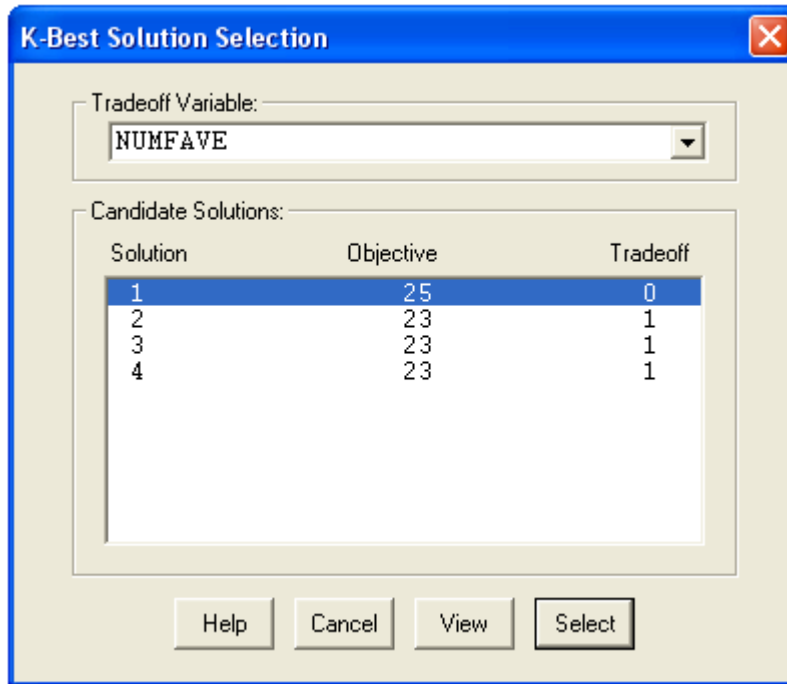 K-Best Solution Selection
Tradeoff Variable:
NUMFAVE
Candidate Solutions:
Solution Objective Tradeoff
1 25 0
2 23 1
3 23 1
4 23 1
Help Cancel View Select